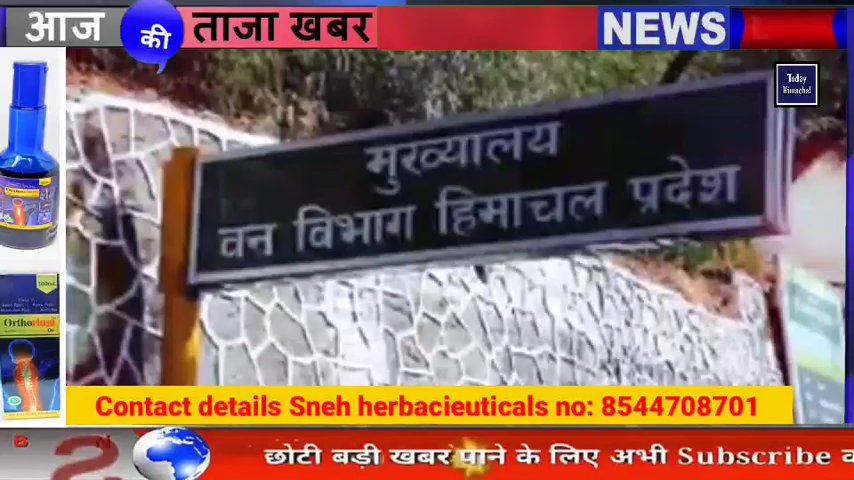 आज
की
ताजा खबर
NEWS
Today
Himachal
मुख्यालय
वन विभाग हिमाचल प्रदेश
100ml
Contact details Sneh herbacieuticals no: 8544708701
छोटी बड़ी खबर पाने के लिए अभी Subscribe क